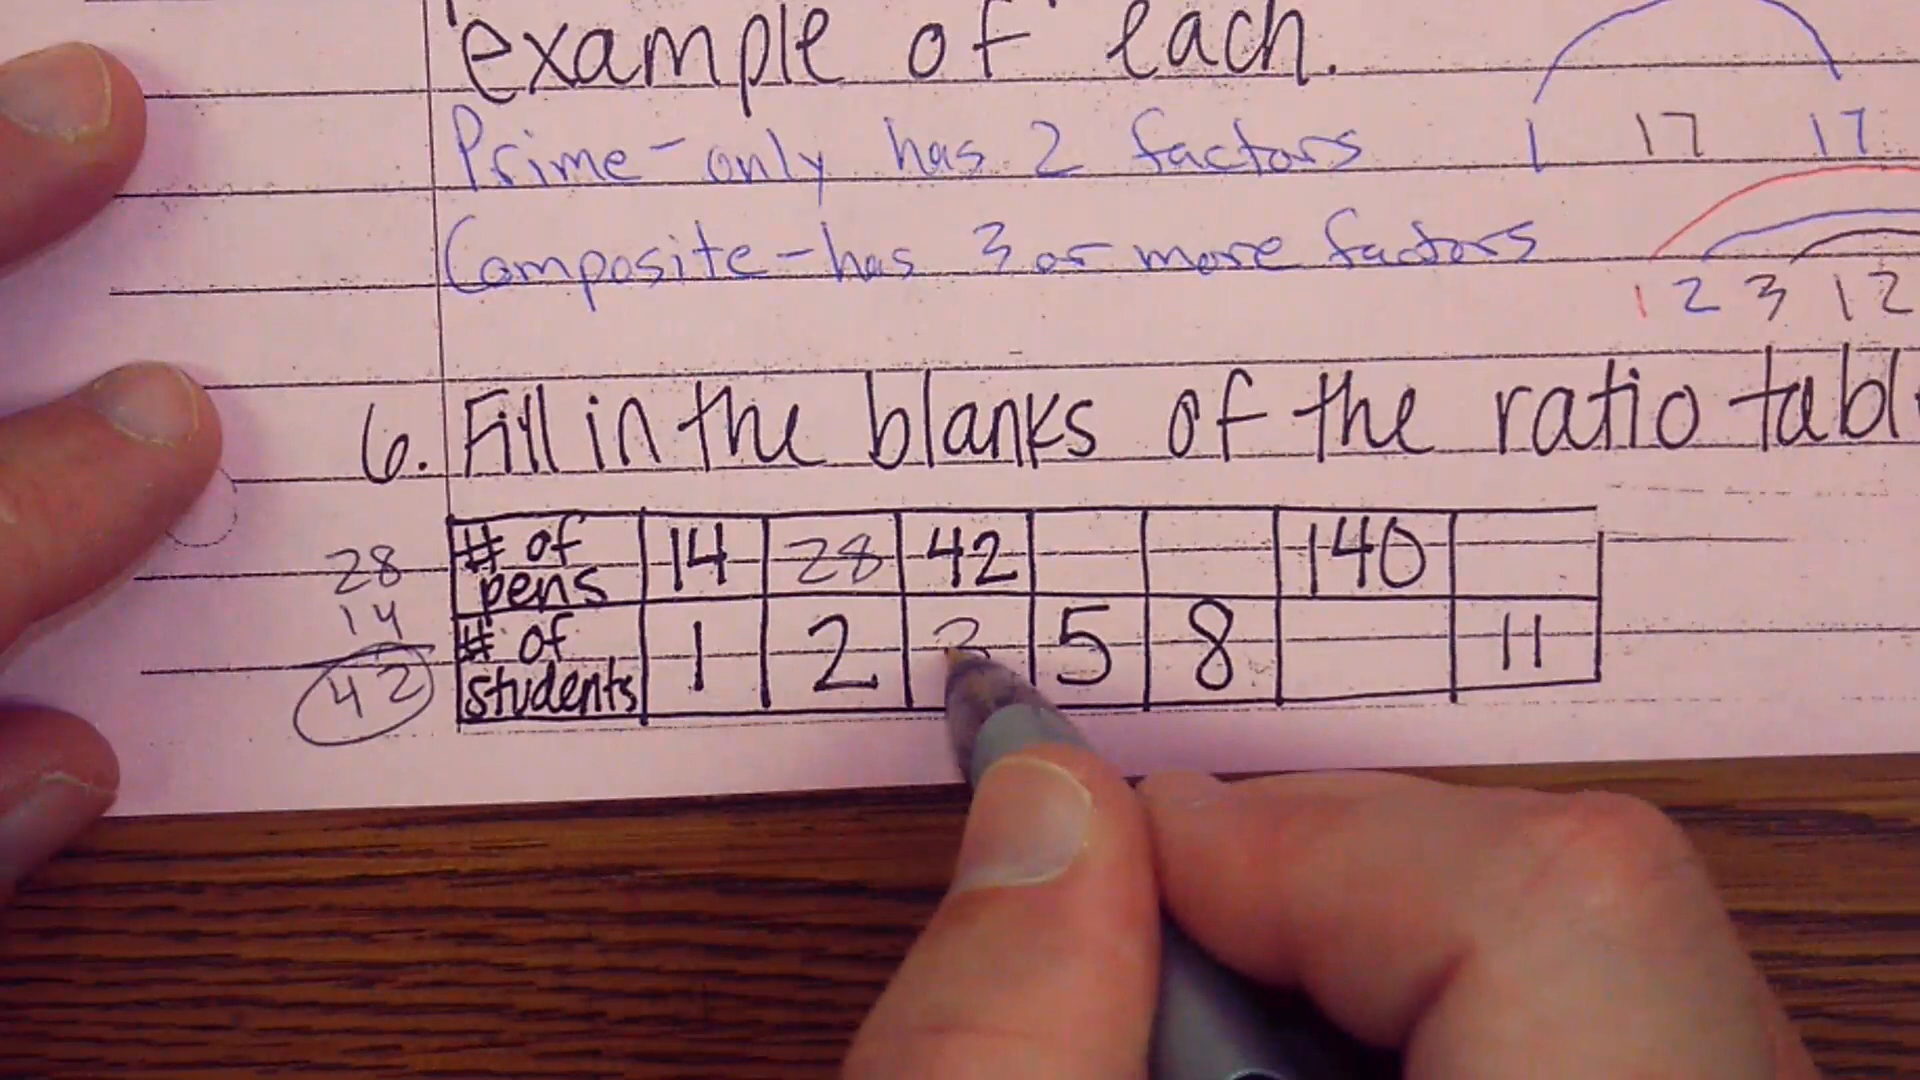 example of each.
Prime - only has 2 factors 1 17 17
Composite - has 3 or more factors
1 2 3 12
6. Fill in the blanks of the ratio tabl
# of pens 14 28 42 140
# of students 1 2 3 5 8 11
28
14
42